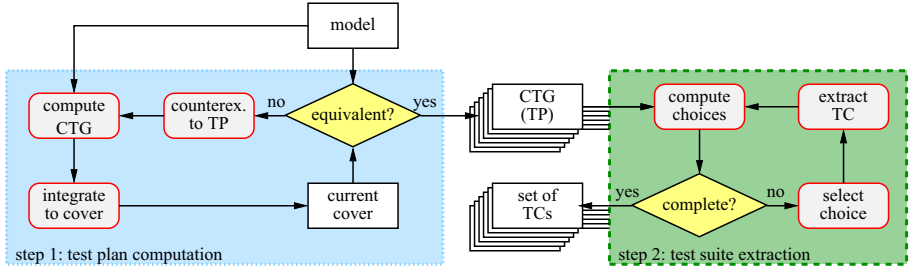 model
compute
CTG
counterex.
to TP
no
equivalent?
yes
CTG
(TP)
compute
choices
extract
TC
integrate
to cover
current
cover
set of
TCs
yes
complete?
no
select
choice
step 1: test plan computation
step 2: test suite extraction